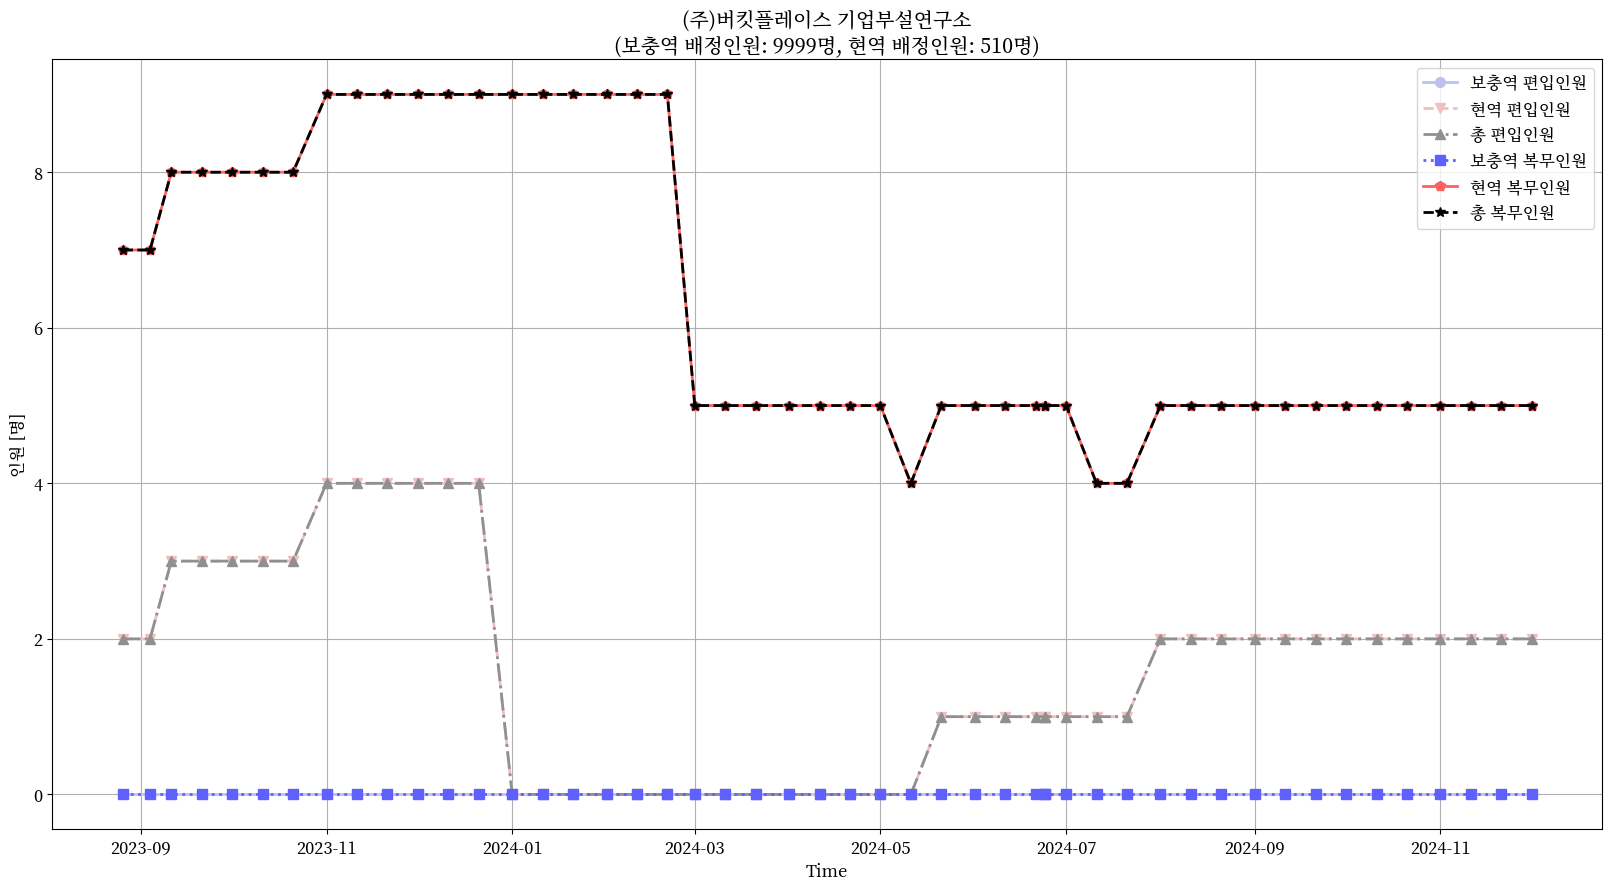 (주)버킷플레이스 기업부설연구소
(보충역 배정인원: 9999명, 현역 배정인원: 510명)
보충역 편입인원
현역 편입인원
총 편입인원
보충역 복무인원
현역 복무인원
총 복무인원
인원 [명]
8
6
4
2
0
2023-09
2023-11
2024-01
2024-03
2024-05
2024-07
2024-09
2024-11
Time